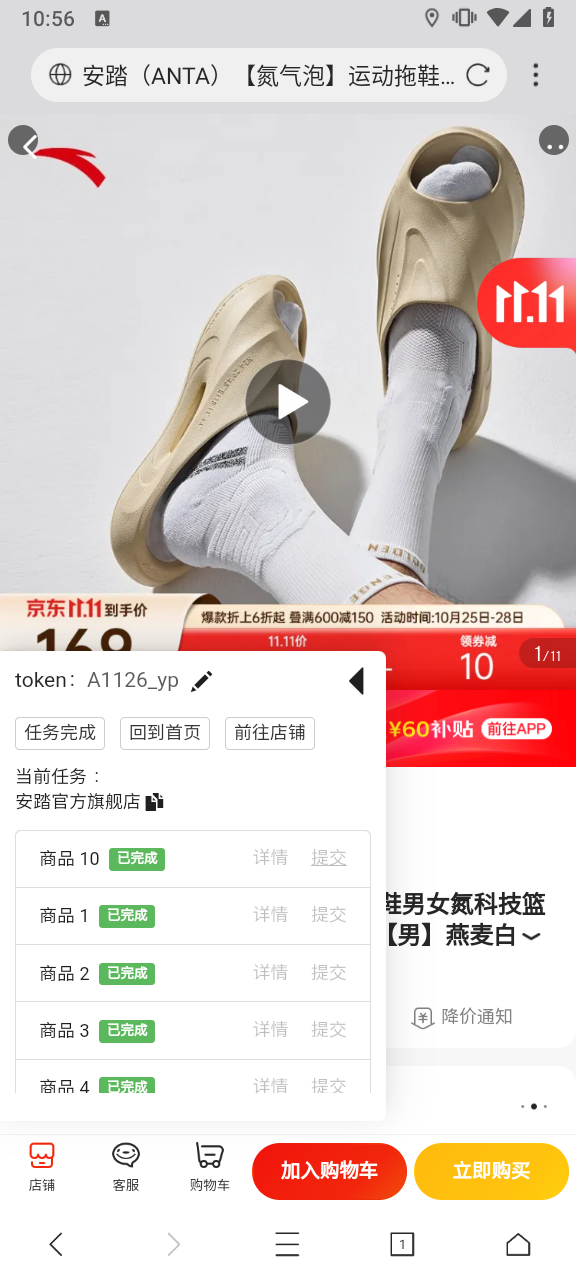 10:56
安踏（ANTA）【氮气泡】运动拖鞋...
11.11
京东11.11到手价
爆款折上6折起 叠满600减150 活动时间:10月25日-28日
169
11.11价
领券减
10
1/11
token: A1126_yp
¥60补贴 前往APP
任务完成 回到首页 前往店铺
当前任务：
安踏官方旗舰店
商品 10 已完成 详情 提交
鞋男女氮科技篮
商品 1 已完成 详情 提交
【男】燕麦白
商品 2 已完成 详情 提交
降价通知
商品 3 已完成 详情 提交
商品 4 已完成 详情 提交
店铺 客服 购物车 加入购物车 立即购买
1